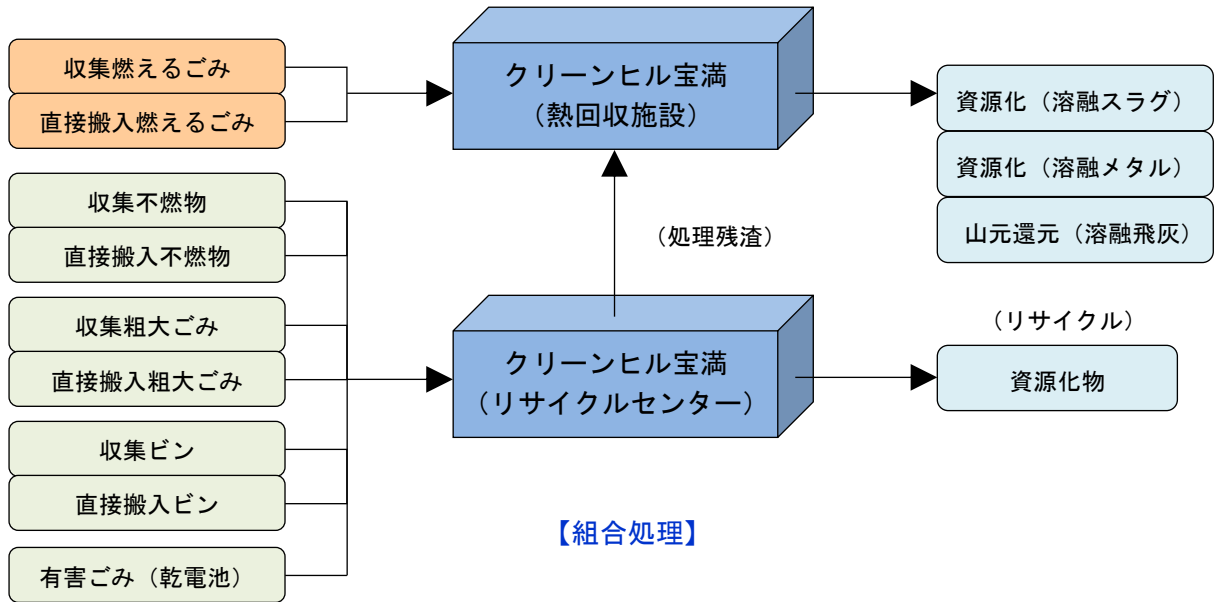 収集燃えるごみ
直接搬入燃えるごみ
クリーンヒル宝満
（熱回収施設）
資源化（溶融スラグ）
資源化（溶融メタル）
山元還元（溶融飛灰）
収集不燃物
直接搬入不燃物
（処理残渣）
収集粗大ごみ
直接搬入粗大ごみ
クリーンヒル宝満
（リサイクルセンター）
（リサイクル）
資源化物
収集ビン
直接搬入ビン
有害ごみ（乾電池）
【組合処理】